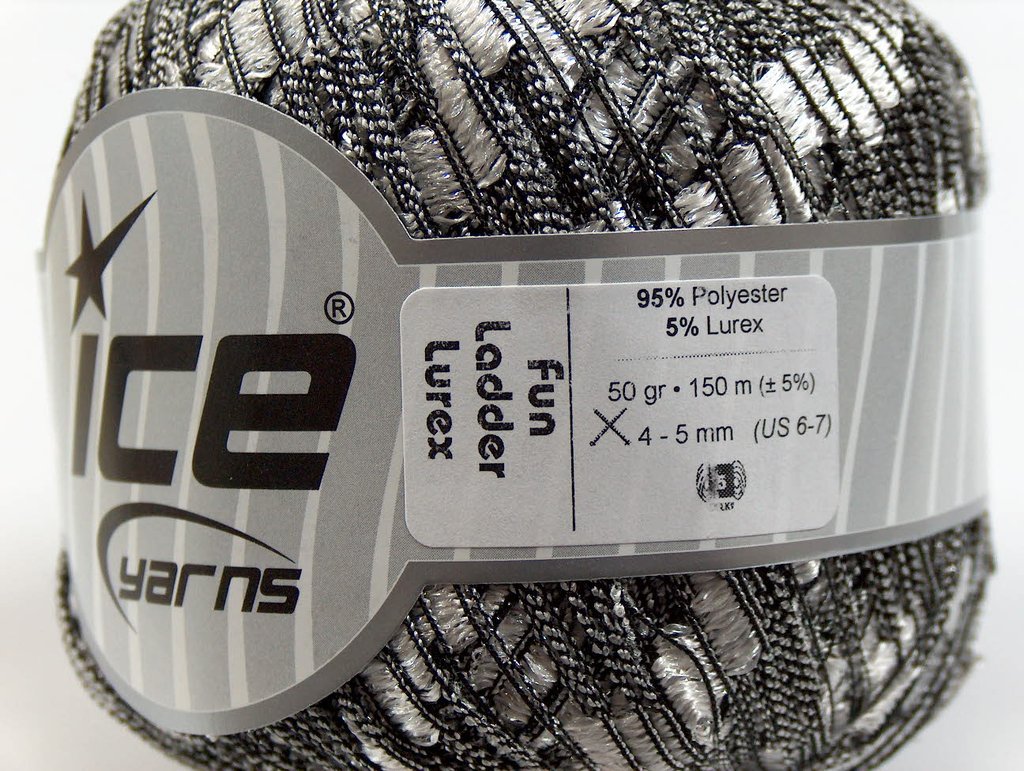 ice®
yarns
Fun
Ladder
Lurex
95% Polyester
5% Lurex
50 gr • 150 m (± 5%)
4 - 5 mm (US 6-7)